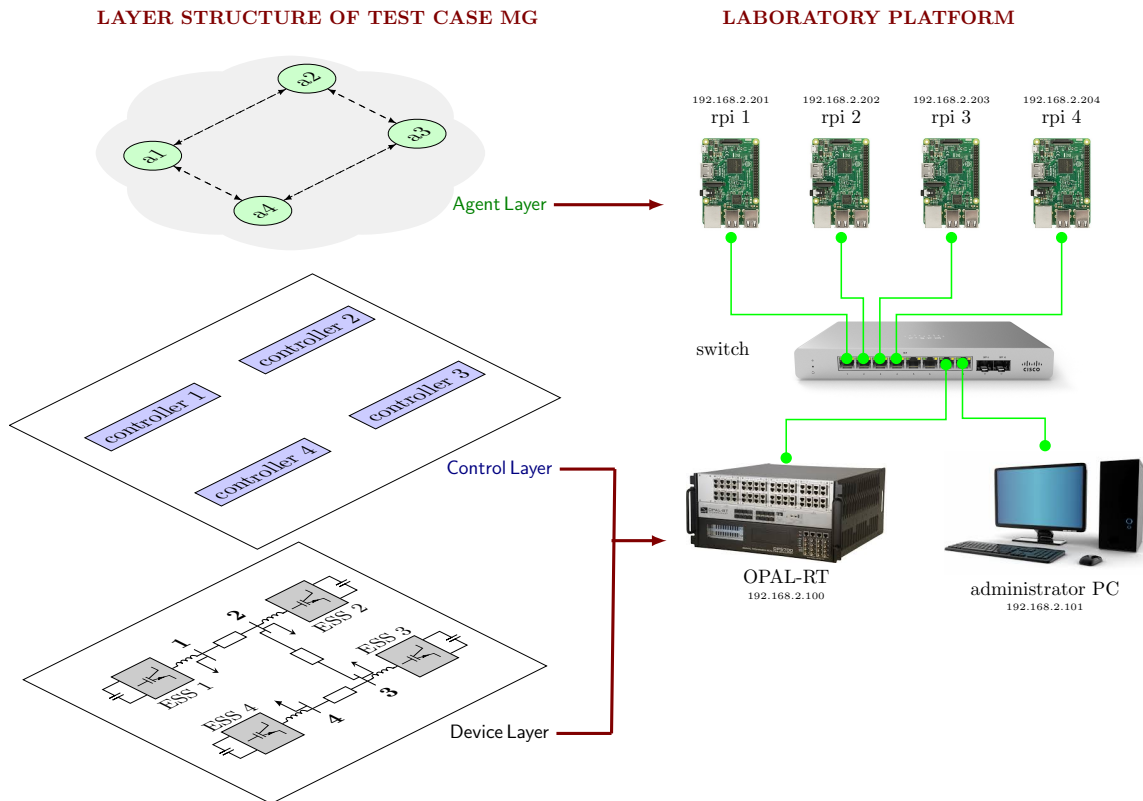 LAYER STRUCTURE OF TEST CASE MG
LABORATORY PLATFORM
a2
a1
a3
a4
Agent Layer
192.168.2.201
rpi 1
192.168.2.202
rpi 2
192.168.2.203
rpi 3
192.168.2.204
rpi 4
controller 2
controller 1
controller 3
controller 4
Control Layer
switch
CISCO
OPAL-RT
OPAL-RT
192.168.2.100
administrator PC
192.168.2.101
ESS 2
2
1
ESS 3
ESS 1
3
ESS 4
4
Device Layer